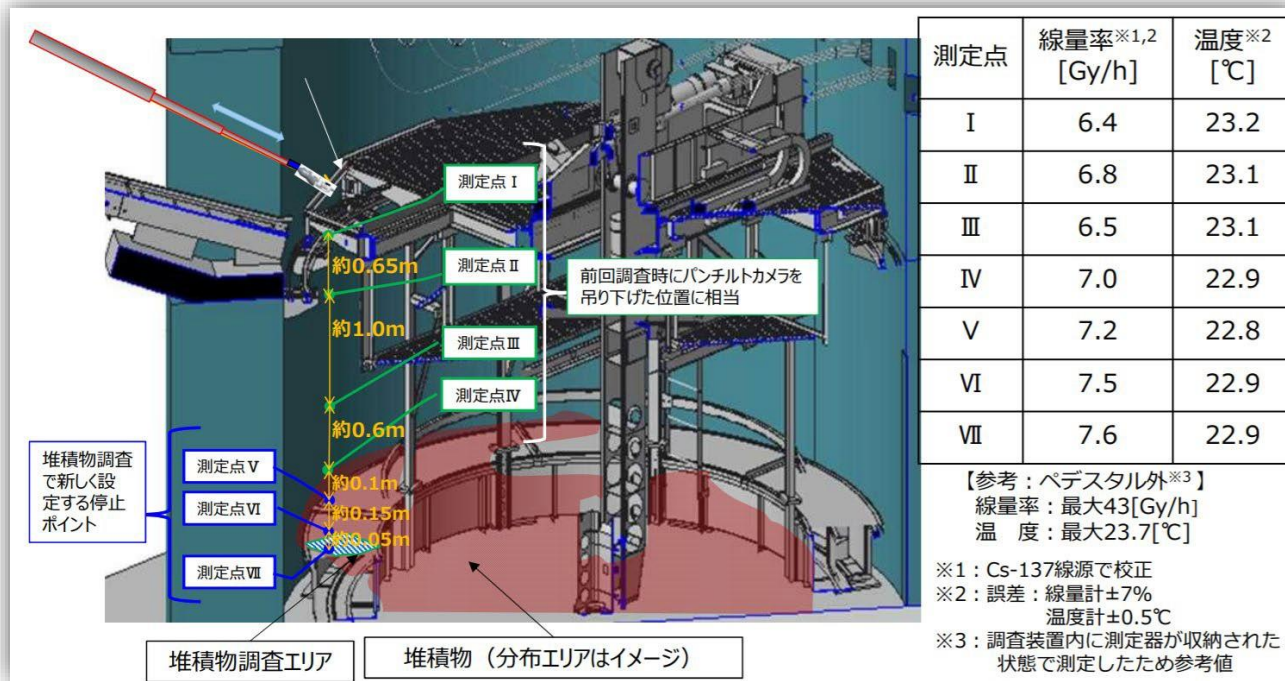 測定点Ⅰ
測定点Ⅱ
測定点Ⅲ
測定点Ⅳ
約0.65m
約1.0m
約0.6m
約0.1m
約0.15m
約0.05m
前回調査時にパンチルトカメラを
吊り下げた位置に相当
堆積物調査
で新しく設
定する停止
ポイント
測定点Ⅴ
測定点Ⅵ
測定点Ⅶ
堆積物調査エリア
堆積物（分布エリアはイメージ）
測定点 線量率※1,2 [Gy/h] 温度※2 [℃]
Ⅰ 6.4 23.2
Ⅱ 6.8 23.1
Ⅲ 6.5 23.1
Ⅳ 7.0 22.9
Ⅴ 7.2 22.8
Ⅵ 7.5 22.9
Ⅶ 7.6 22.9
【参考：ペデスタル外※3】
線量率：最大43[Gy/h]
温　度：最大23.7[℃]
※1：Cs-137線源で校正
※2：誤差：線量計±7%
温度計±0.5℃
※3：調査装置内に測定器が収納された
状態で測定したため参考値